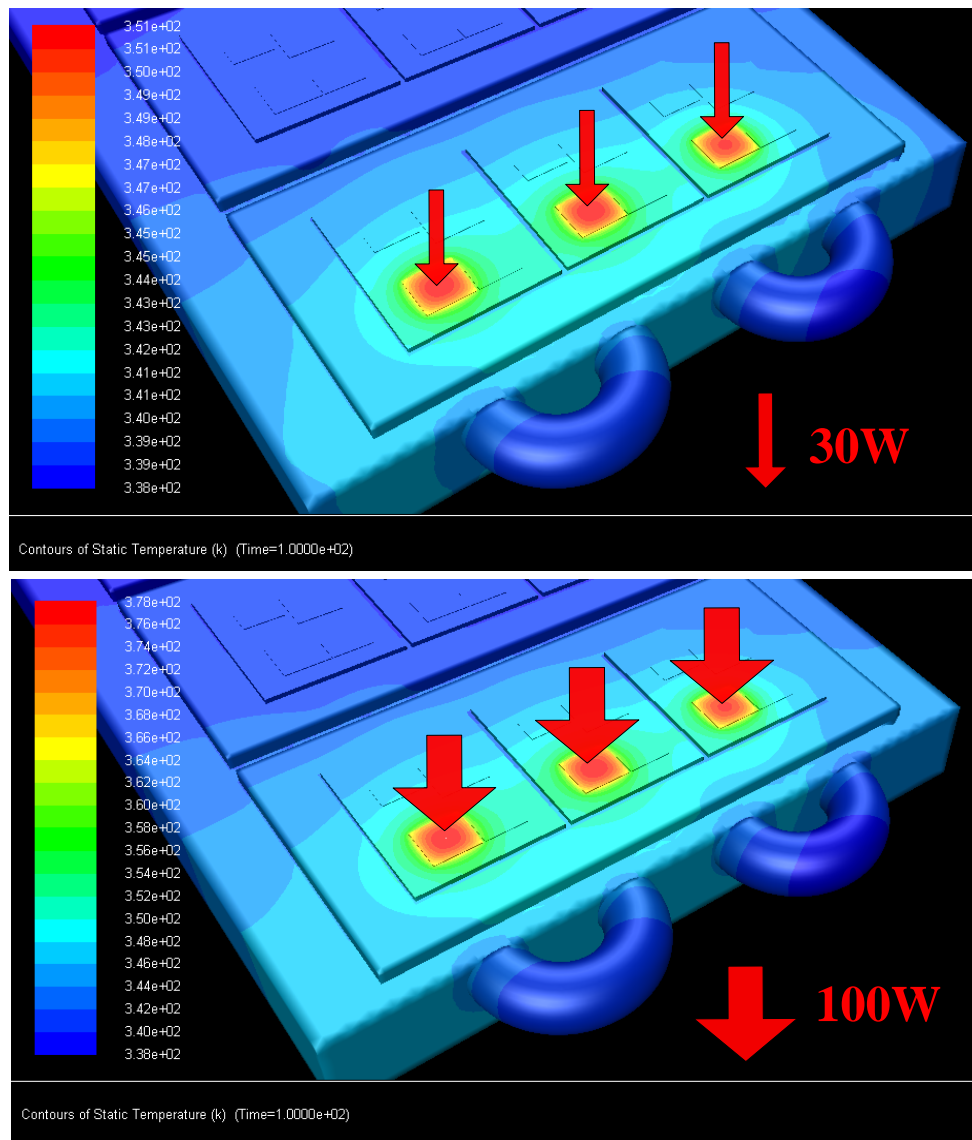 3.51e+02
3.51e+02
3.50e+02
3.49e+02
3.49e+02
3.48e+02
3.47e+02
3.47e+02
3.46e+02
3.45e+02
3.45e+02
3.44e+02
3.43e+02
3.43e+02
3.42e+02
3.41e+02
3.41e+02
3.40e+02
3.39e+02
3.39e+02
3.38e+02
30W
Contours of Static Temperature (k) (Time=1.0000e+02)
3.78e+02
3.76e+02
3.74e+02
3.72e+02
3.70e+02
3.68e+02
3.66e+02
3.64e+02
3.62e+02
3.60e+02
3.58e+02
3.56e+02
3.54e+02
3.52e+02
3.50e+02
3.48e+02
3.46e+02
3.44e+02
3.42e+02
3.40e+02
3.38e+02
100W
Contours of Static Temperature (k) (Time=1.0000e+02)